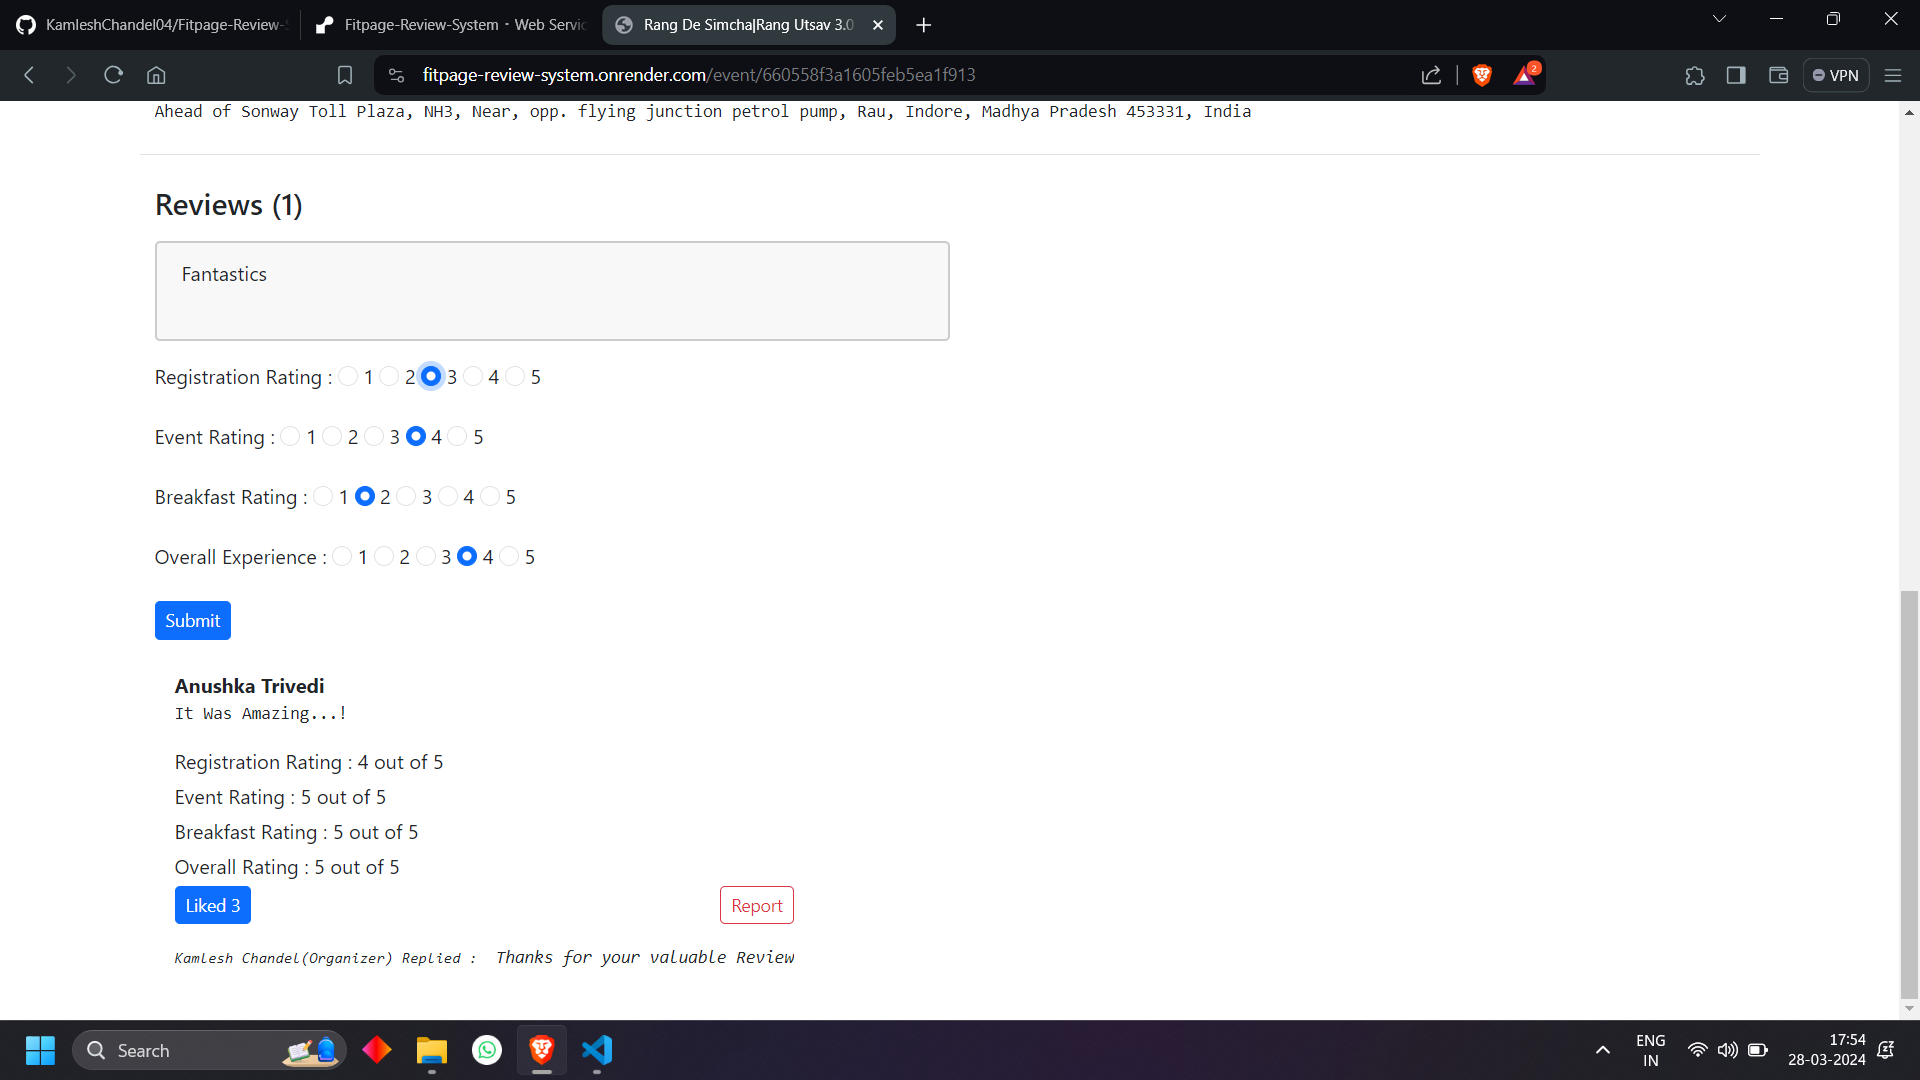 KamleshChandel04/Fitpage-Review-S
Fitpage-Review-System · Web Servic
Rang De Simcha|Rang Utsav 3.0
fitpage-review-system.onrender.com/event/660558f3a1605feb5ea1f913
2
VPN
Ahead of Sonway Toll Plaza, NH3, Near, opp. flying junction petrol pump, Rau, Indore, Madhya Pradesh 453331, India
Reviews (1)
Fantastics
Registration Rating : 1 2 3 4 5
Event Rating : 1 2 3 4 5
Breakfast Rating : 1 2 3 4 5
Overall Experience : 1 2 3 4 5
Submit
Anushka Trivedi
It Was Amazing...!
Registration Rating : 4 out of 5
Event Rating : 5 out of 5
Breakfast Rating : 5 out of 5
Overall Rating : 5 out of 5
Liked 3 Report
Kamlesh Chandel(Organizer) Replied : Thanks for your valuable Review
Search
ENG
IN
17:54
28-03-2024